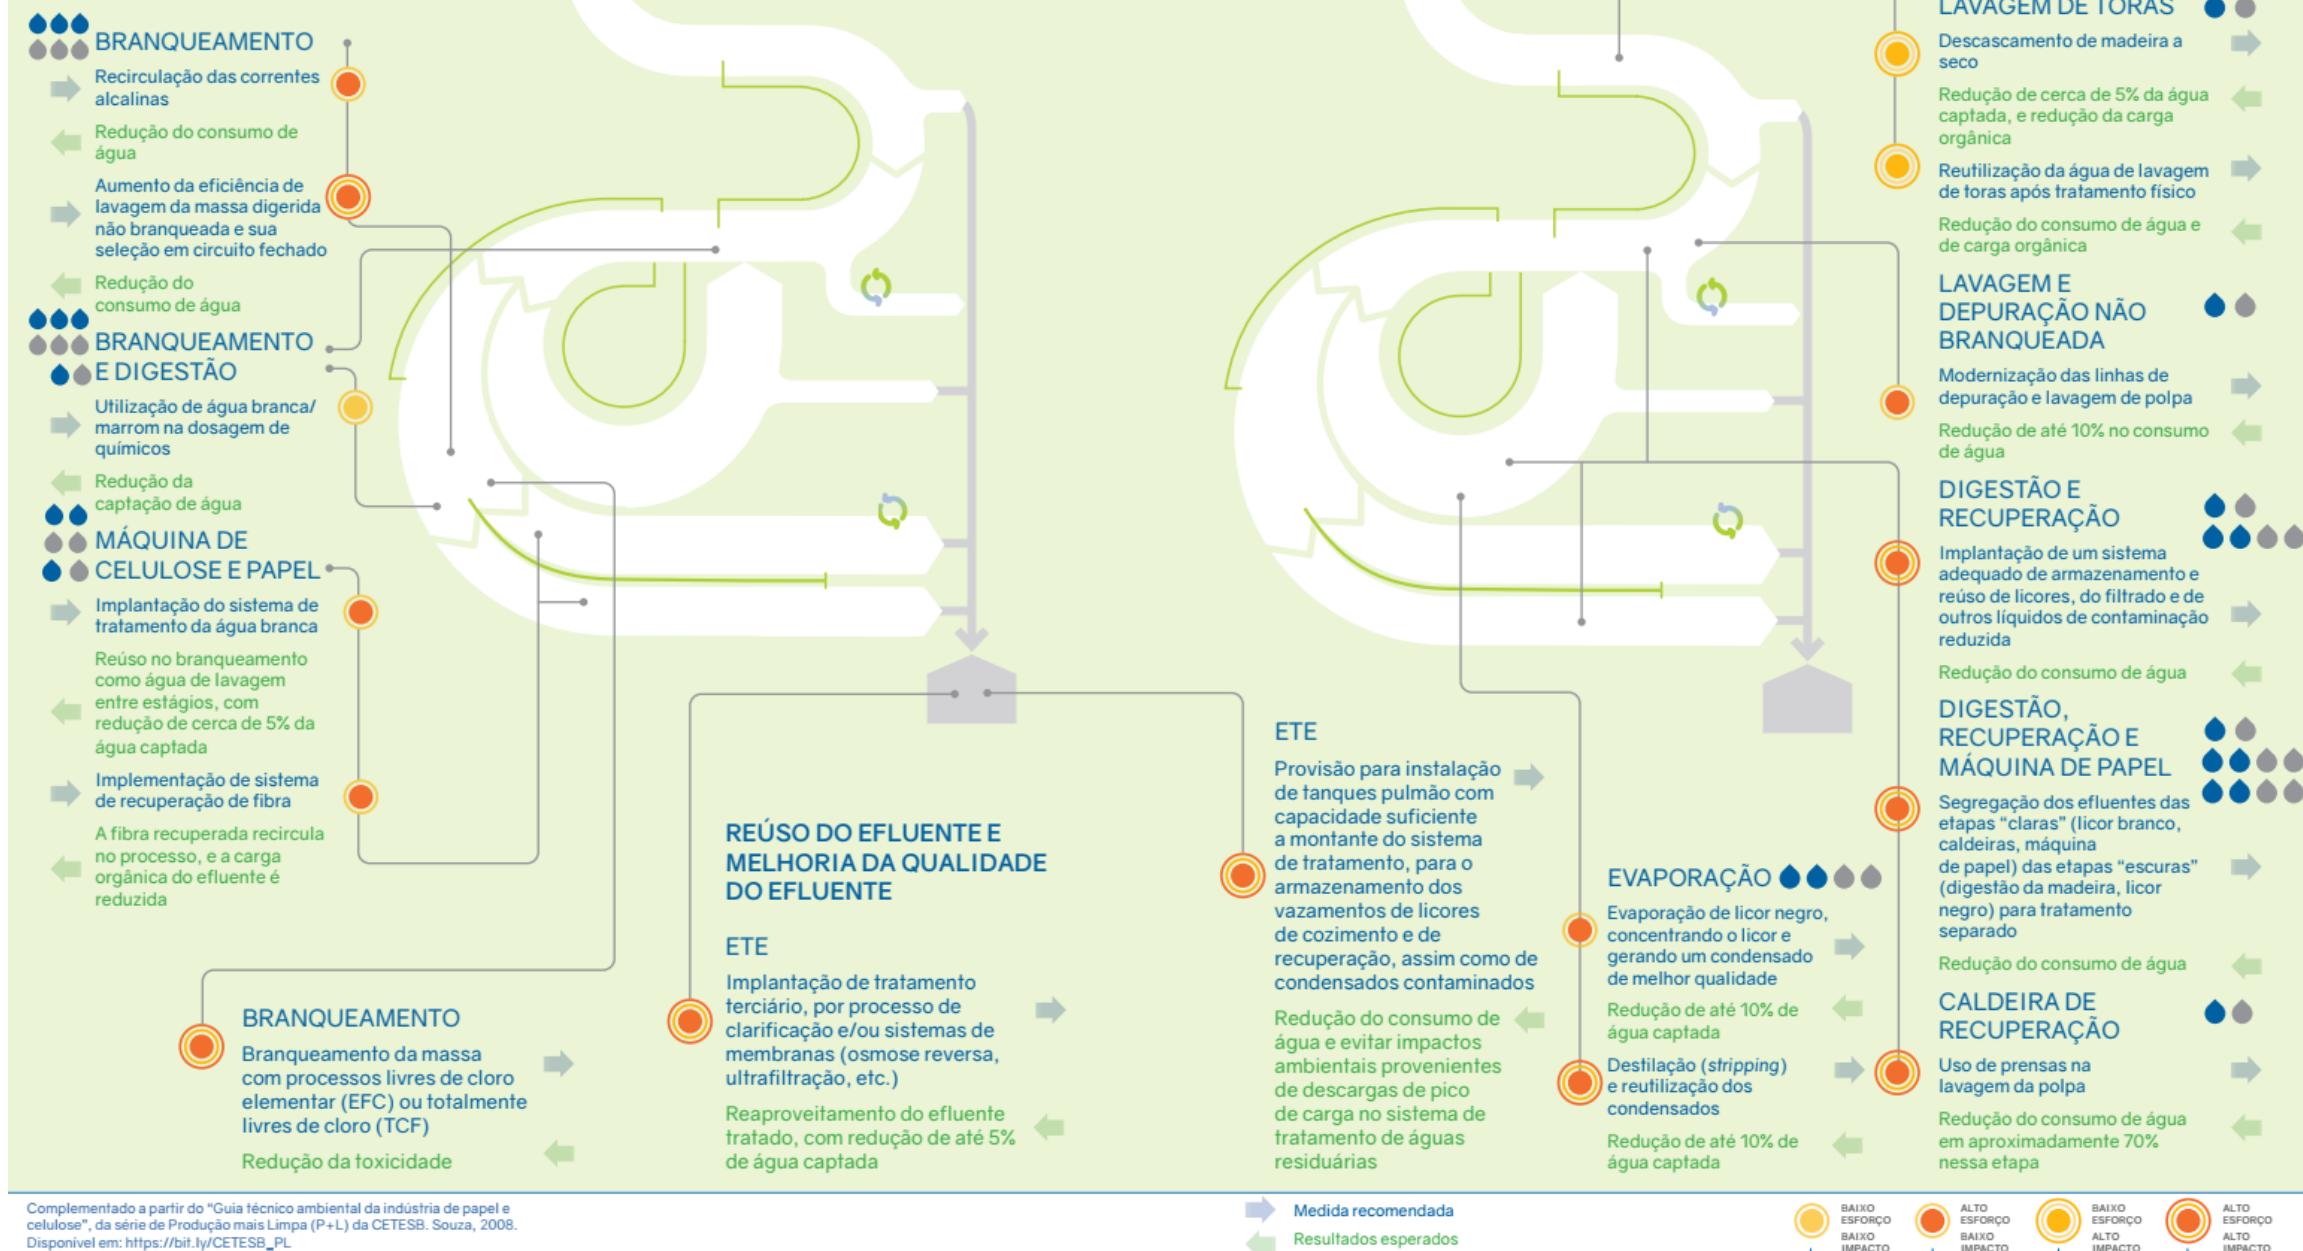 BRANQUEAMENTO
Recirculação das correntes
alcalinas
Redução do consumo de
água
Aumento da eficiência de
lavagem da massa digerida
não branqueada e sua
seleção em circuito fechado
Redução do
consumo de água
BRANQUEAMENTO
E DIGESTÃO
Utilização de água branca/
marrom na dosagem de
químicos
Redução da
captação de água
MÁQUINA DE
CELULOSE E PAPEL
Implantação do sistema de
tratamento da água branca
Reúso no branqueamento
como água de lavagem
entre estágios, com
redução de cerca de 5% da
água captada
Implementação de sistema
de recuperação de fibra
A fibra recuperada recircula
no processo, e a carga
orgânica do efluente é
reduzida
BRANQUEAMENTO
Branqueamento da massa
com processos livres de cloro
elementar (EFC) ou totalmente
livres de cloro (TCF)
Redução da toxicidade
REÚSO DO EFLUENTE E
MELHORIA DA QUALIDADE
DO EFLUENTE
ETE
Implantação de tratamento
terciário, por processo de
clarificação e/ou sistemas de
membranas (osmose reversa,
ultrafiltração, etc.)
Reaproveitamento do efluente
tratado, com redução de até 5%
de água captada
ETE
Provisão para instalação
de tanques pulmão com
capacidade suficiente
a montante do sistema
de tratamento, para o
armazenamento dos
vazamentos de licores
de cozimento e de
recuperação, assim como de
condensados contaminados
Redução do consumo de
água e evitar impactos
ambientais provenientes
de descargas de pico
de carga no sistema de
tratamento de águas
residuárias
EVAPORAÇÃO
Evaporação de licor negro,
concentrando o licor e
gerando um condensado
de melhor qualidade
Redução de até 10% de
água captada
Destilação (stripping)
e reutilização dos
condensados
Redução de até 10% de
água captada
LAVAGEM DE TORAS
Descascamento de madeira a
seco
Redução de cerca de 5% da água
captada, e redução da carga
orgânica
Reutilização da água de lavagem
de toras após tratamento físico
Redução do consumo de água e
de carga orgânica
LAVAGEM E
DEPURAÇÃO NÃO
BRANQUEADA
Modernização das linhas de
depuração e lavagem de polpa
Redução de até 10% no consumo
de água
DIGESTÃO E
RECUPERAÇÃO
Implantação de um sistema
adequado de armazenamento e
reúso de licores, do filtrado e de
outros líquidos de contaminação
reduzida
Redução do consumo de água
DIGESTÃO,
RECUPERAÇÃO E
MÁQUINA DE PAPEL
Segregação dos efluentes das
etapas “claras” (licor branco,
caldeiras, máquina
de papel) das etapas “escuras”
(digestão da madeira, licor
negro) para tratamento
separado
Redução do consumo de água
CALDEIRA DE
RECUPERAÇÃO
Uso de prensas na
lavagem da polpa
Redução do consumo de água
em aproximadamente 70%
nessa etapa
Complementado a partir do “Guia técnico ambiental da indústria de papel e
celulose”, da série de Produção mais Limpa (P+L) da CETESB. Souza, 2008.
Disponível em: https://bit.ly/CETESB_PL
Medida recomendada
Resultados esperados
BAIXO
ESFORÇO
BAIXO
IMPACTO
ALTO
ESFORÇO
BAIXO
IMPACTO
BAIXO
ESFORÇO
ALTO
IMPACTO
ALTO
ESFORÇO
ALTO
IMPACTO